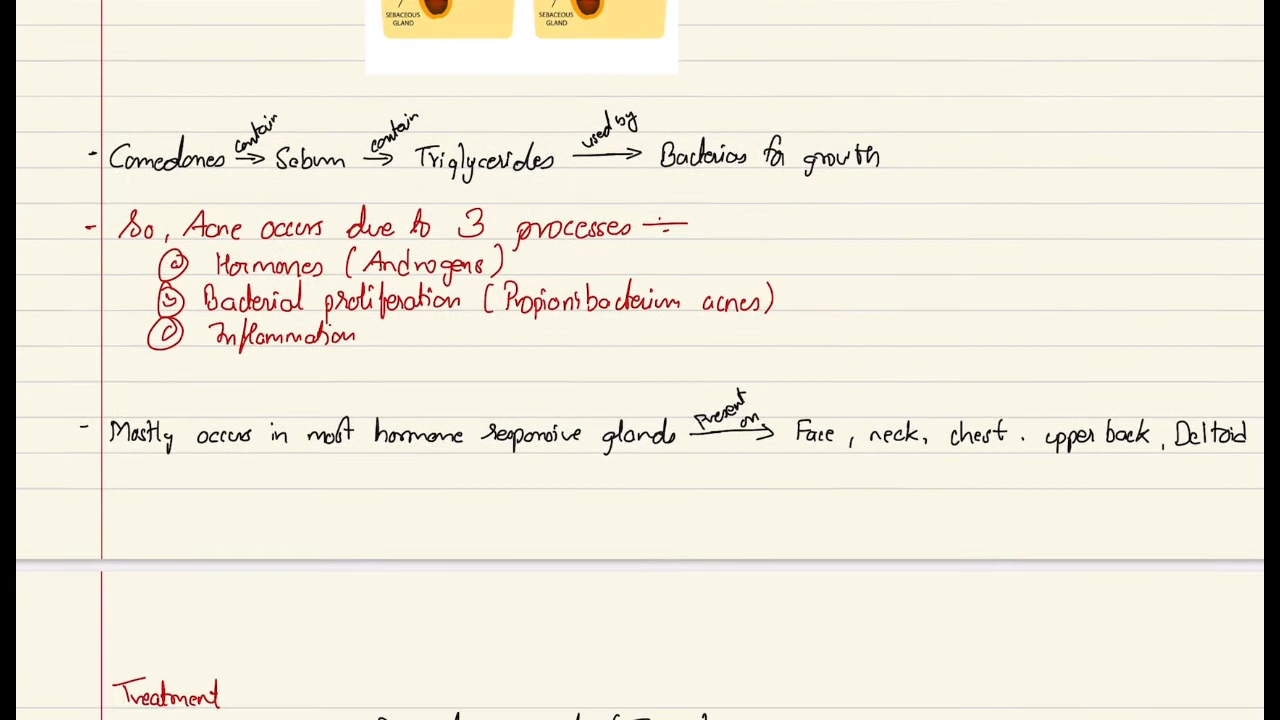 SEBACEOUS GLAND SEBACEOUS GLAND
- Comedones contain → Sebum contain → Triglycerides used by → Bacterias for growth
- So, Acne occurs due to 3 processes ÷
ⓐ Hormones (Androgens)
ⓑ Bacterial proliferation (Propionibacterium acnes)
ⓒ Inflammation
- Mostly occurs in most hormone responsive glands present on → Face, neck, chest. upper back, Deltoid
Treatment